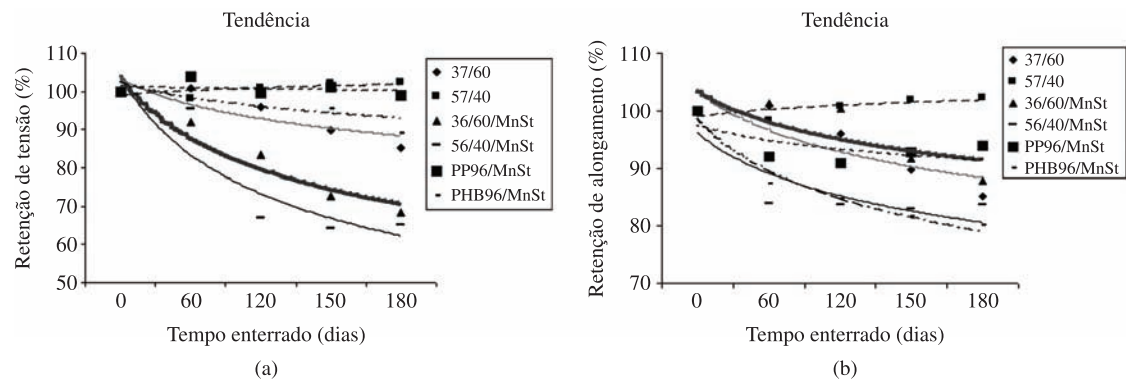 Tendência
(a)
Retenção de tensão (%)
110
100
90
80
70
60
50
0 60 120 150 180
Tempo enterrado (dias)
37/60
57/40
36/60/MnSt
56/40/MnSt
PP96/MnSt
PHB96/MnSt
Tendência
(b)
Retenção de alongamento (%)
110
100
90
80
70
0 60 120 150 180
Tempo enterrado (dias)
37/60
57/40
36/60/MnSt
56/40/MnSt
PP96/MnSt
PHB96/MnSt
(a)
(b)